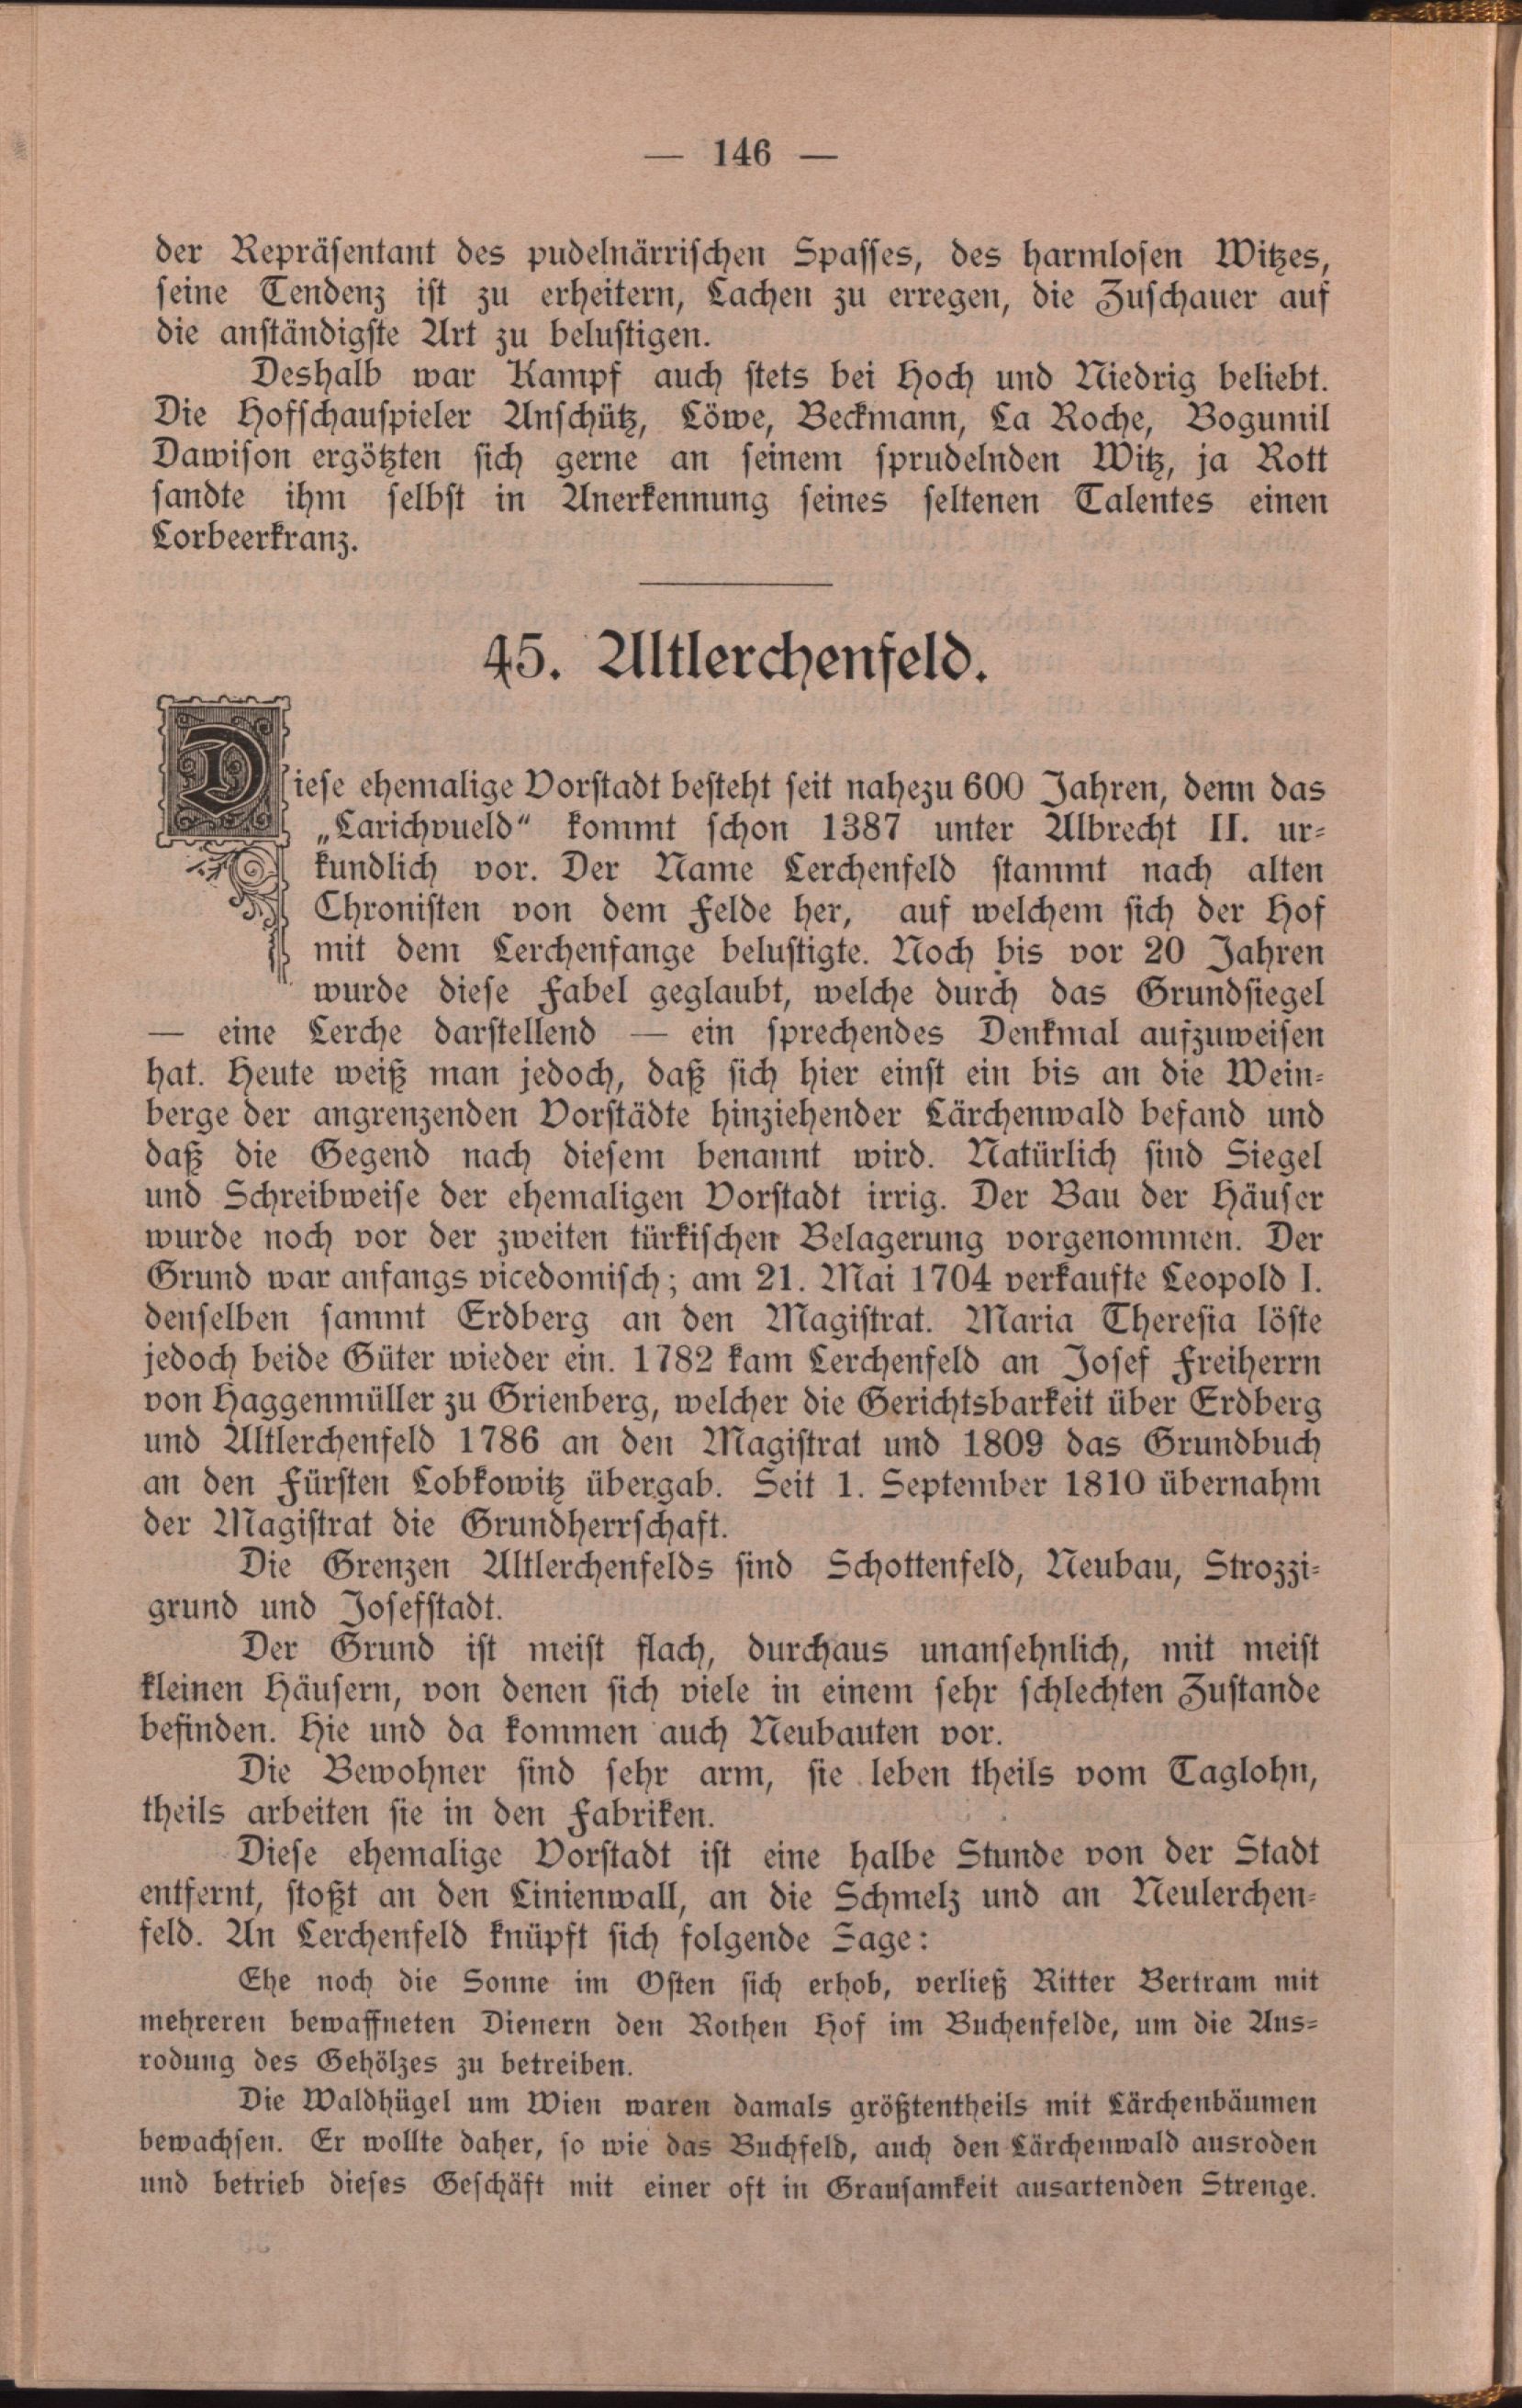 — 146 —
der Repräsentant des pudelnärrischen Spasses, des harmlosen Witzes,
seine Tendenz ist zu erheitern, Lachen zu erregen, die Zuschauer auf
die anständigste Art zu belustigen.
Deshalb war Kampf auch stets bei Hoch und Niedrig beliebt.
Die Hofschauspieler Anschütz, Löwe, Beckmann, La Roche, Bogumil
Dawison ergötzten sich gerne an seinem sprudelnden Witz, ja Rott
sandte ihm selbst in Anerkennung seines seltenen Talentes einen
Lorbeerkranz.
45. Altlerchenfeld.
Diese ehemalige Vorstadt besteht seit nahezu 600 Jahren, denn das
„Larichvueld“ kommt schon 1387 unter Albrecht II. ur-
kundlich vor. Der Name Lerchenfeld stammt nach alten
Chronisten von dem Felde her, auf welchem sich der Hof
mit dem Lerchenfange belustigte. Noch bis vor 20 Jahren
wurde diese Fabel geglaubt, welche durch das Grundsiegel
— eine Lerche darstellend — ein sprechendes Denkmal aufzuweisen
hat. Heute weiß man jedoch, daß sich hier einst ein bis an die Wein-
berge der angrenzenden Vorstädte hinziehender Lärchenwald befand und
daß die Gegend nach diesem benannt wird. Natürlich sind Siegel
und Schreibweise der ehemaligen Vorstadt irrig. Der Bau der Häuser
wurde noch vor der zweiten türkischen Belagerung vorgenommen. Der
Grund war anfangs vicedomisch; am 21. Mai 1704 verkaufte Leopold I.
denselben sammt Erdberg an den Magistrat. Maria Theresia löste
jedoch beide Güter wieder ein. 1782 kam Lerchenfeld an Josef Freiherrn
von Haggenmüller zu Grienberg, welcher die Gerichtsbarkeit über Erdberg
und Altlerchenfeld 1786 an den Magistrat und 1809 das Grundbuch
an den Fürsten Lobkowitz übergab. Seit 1. September 1810 übernahm
der Magistrat die Grundherrschaft.
Die Grenzen Altlerchenfelds sind Schottenfeld, Neubau, Strozzi-
grund und Josefstadt.
Der Grund ist meist flach, durchaus unansehnlich, mit meist
kleinen Häusern, von denen sich viele in einem sehr schlechten Zustande
befinden. Hie und da kommen auch Neubauten vor.
Die Bewohner sind sehr arm, sie leben theils vom Taglohn,
theils arbeiten sie in den Fabriken.
Diese ehemalige Vorstadt ist eine halbe Stunde von der Stadt
entfernt, stoßt an den Linienwall, an die Schmelz und an Neulerchen-
feld. An Lerchenfeld knüpft sich folgende Sage:
Ehe noch die Sonne im Osten sich erhob, verließ Ritter Bertram mit
mehreren bewaffneten Dienern den Rothen Hof im Buchenfelde, um die Aus-
rodung des Gehölzes zu betreiben.
Die Waldhügel um Wien waren damals größtentheils mit Lärchenbäumen
bewachsen. Er wollte daher, so wie das Buchfeld, auch den Lärchenwald ausroden
und betrieb dieses Geschäft mit einer oft in Grausamkeit ausartenden Strenge.